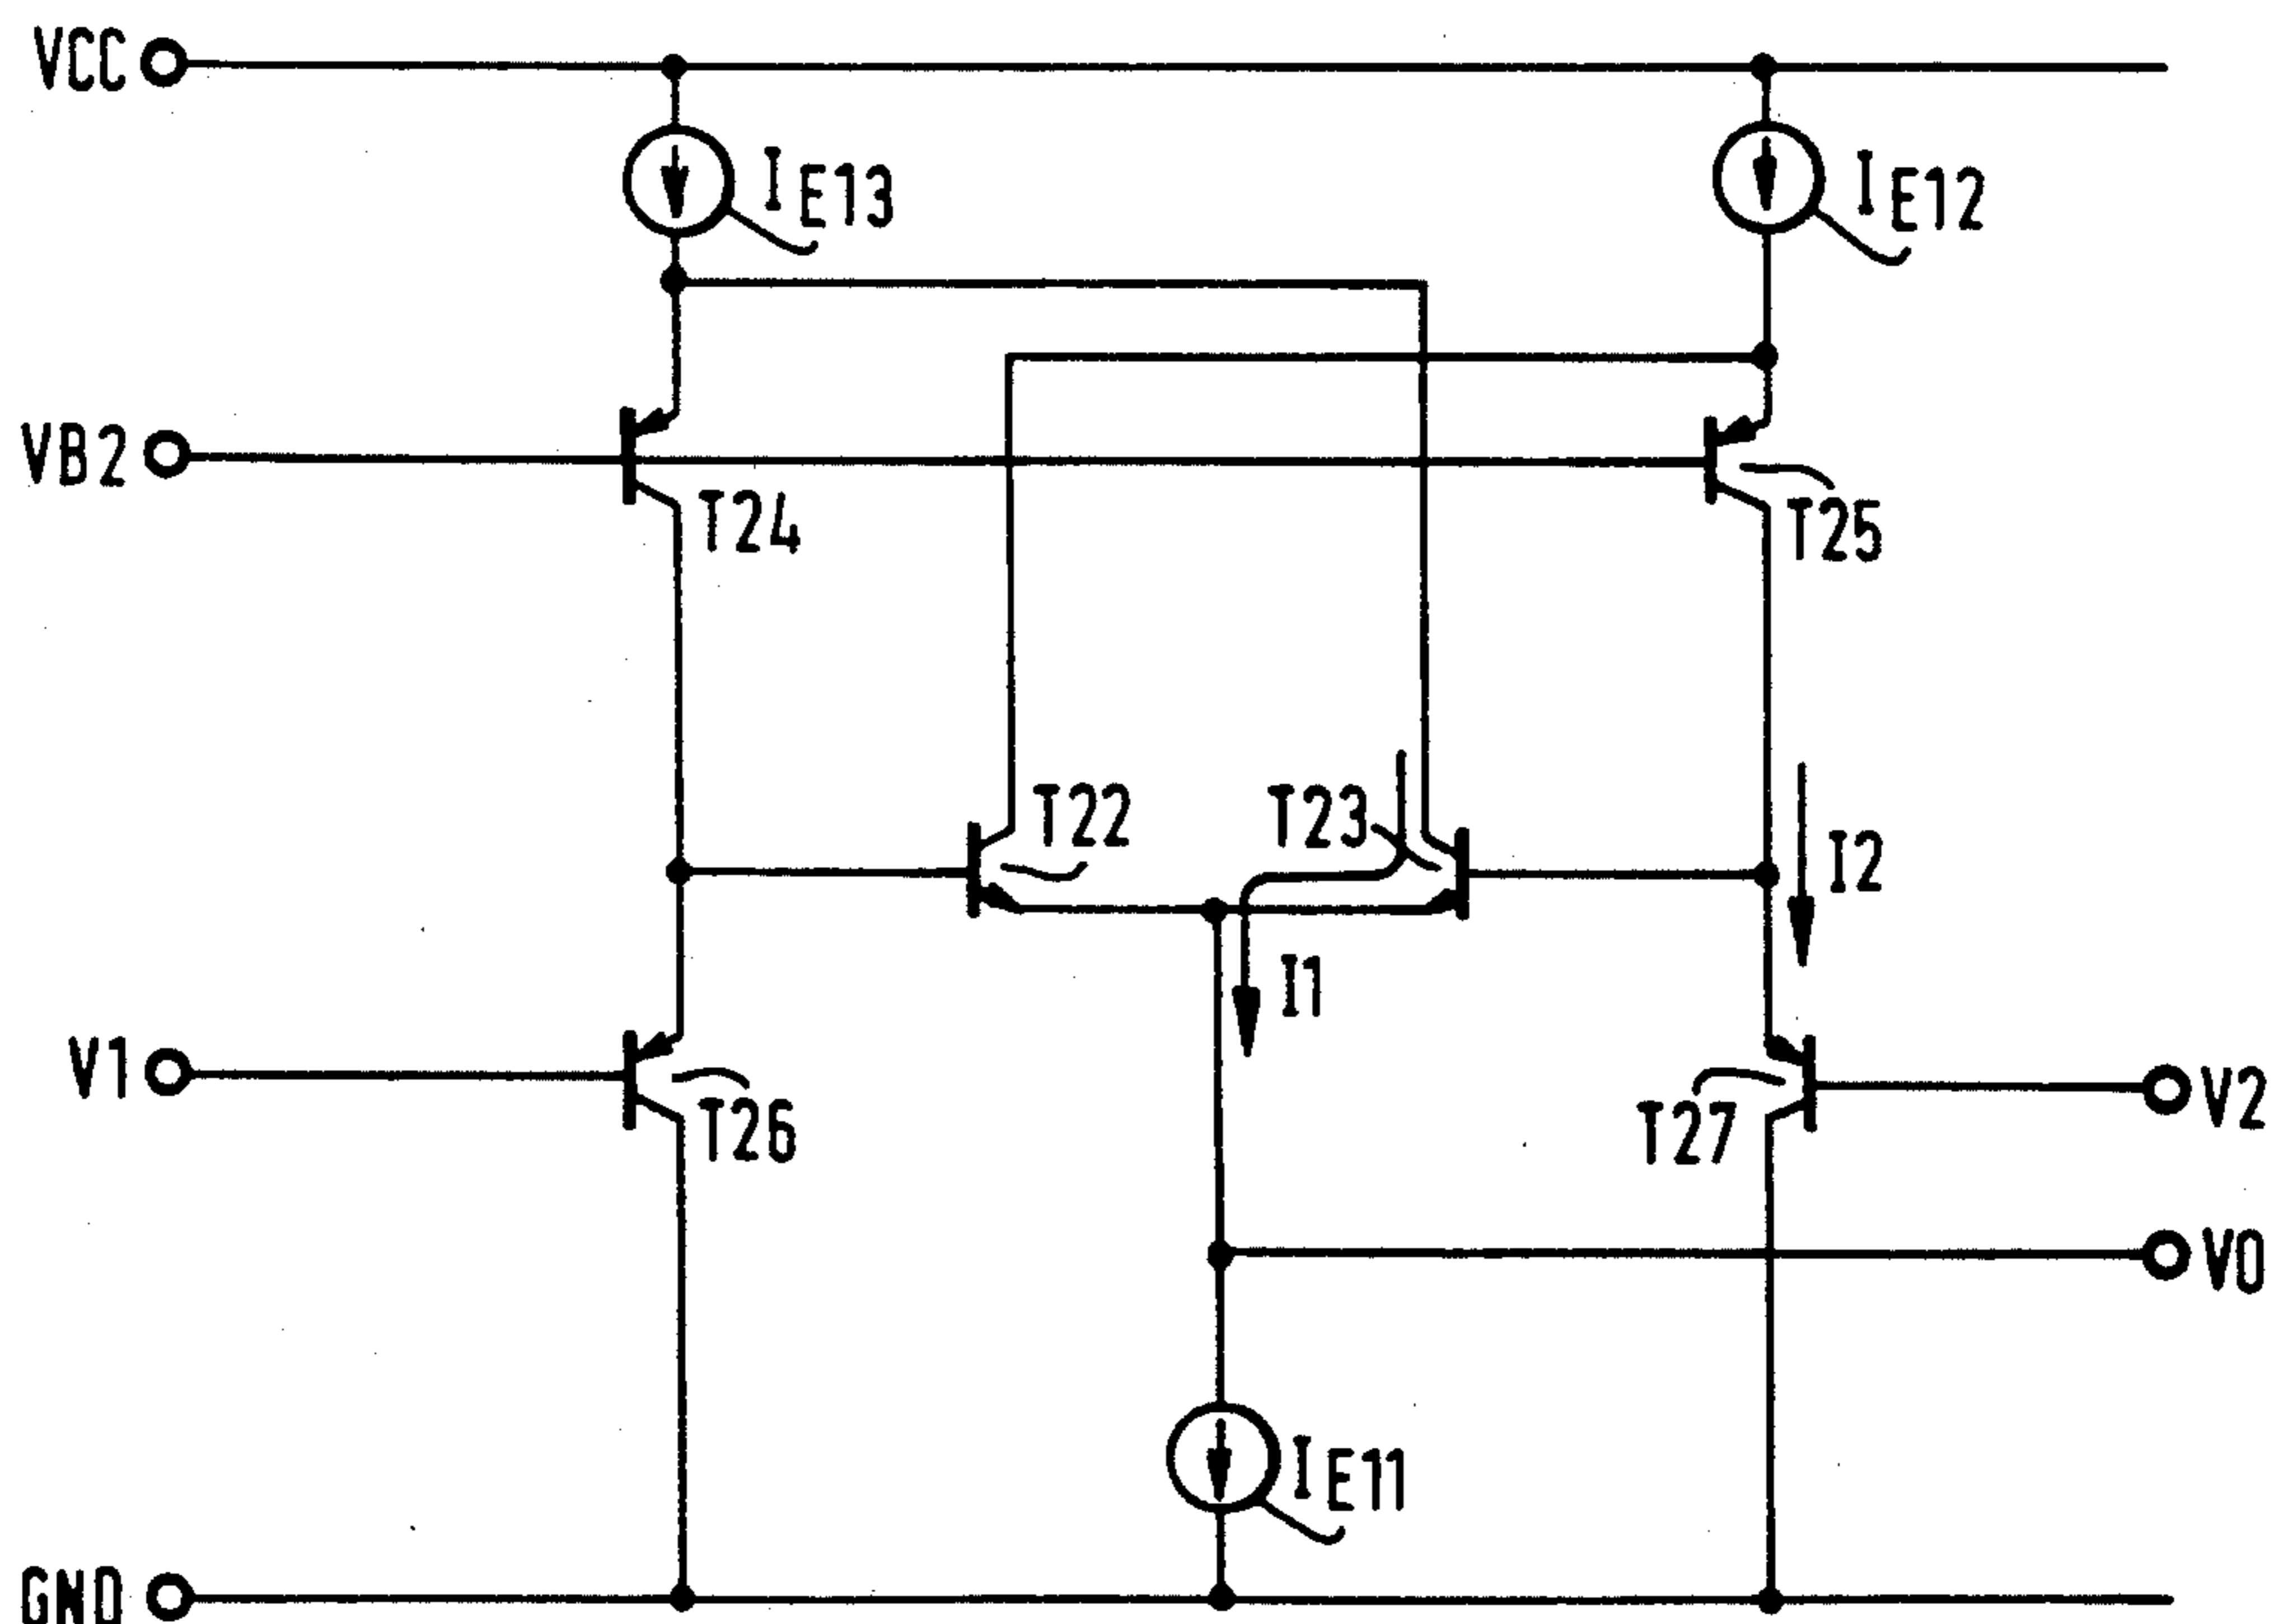 VCC
IE13
IE12
VB2
T24
T25
T22
T23
I2
I1
V1
T26
T27
V2
V0
IE11
GND